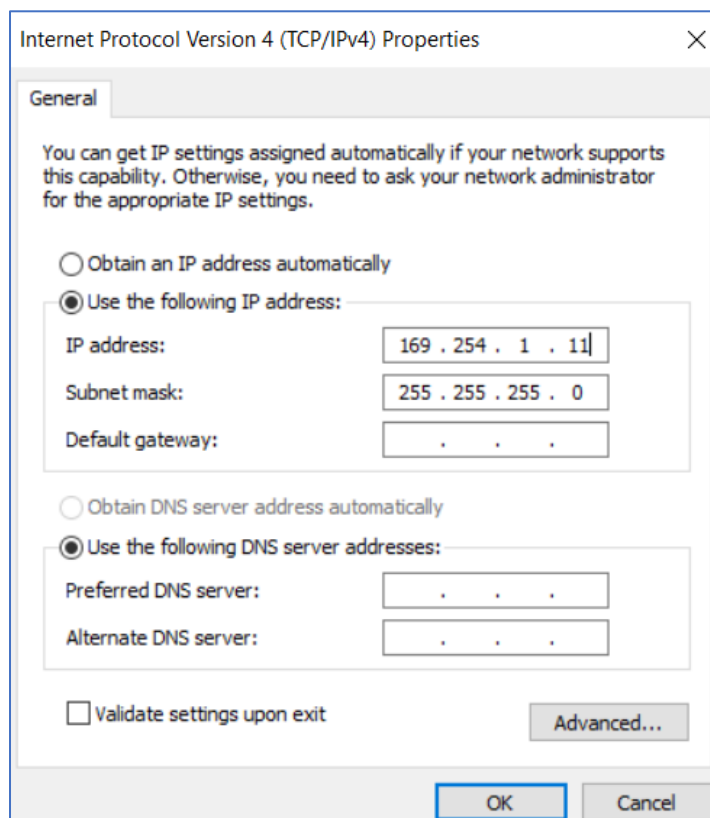 Internet Protocol Version 4 (TCP/IPv4) Properties
General
You can get IP settings assigned automatically if your network supports
this capability. Otherwise, you need to ask your network administrator
for the appropriate IP settings.
Obtain an IP address automatically
Use the following IP address:
IP address: 169 . 254 . 1 . 11
Subnet mask: 255 . 255 . 255 . 0
Default gateway: . . .
Obtain DNS server address automatically
Use the following DNS server addresses:
Preferred DNS server: . . .
Alternate DNS server: . . .
Validate settings upon exit
Advanced...
OK Cancel